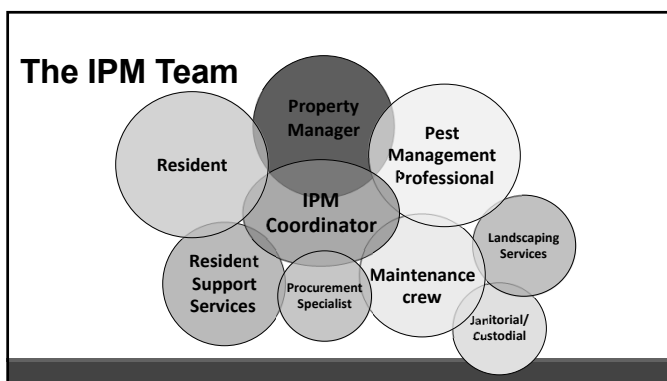 The IPM Team
Property
Manager
Pest
Management
Professional
Resident
IPM
Coordinator
Landscaping
Services
Resident
Support
Services
Procurement
Specialist
Maintenance
crew
Janitorial/
Custodial